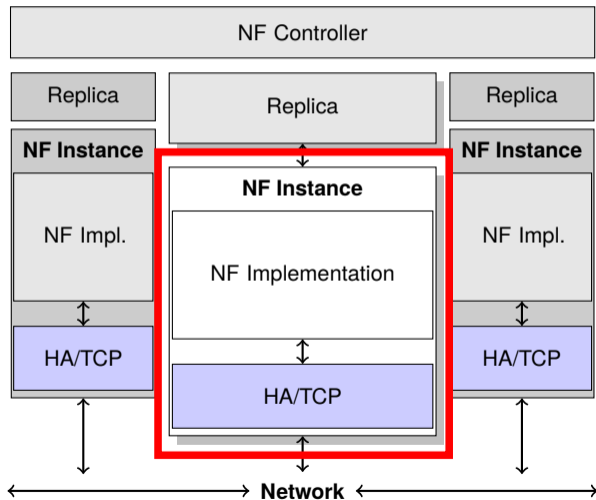 NF Controller
Replica
Replica
Replica
NF Instance
NF Instance
NF Instance
NF Impl.
NF Implementation
NF Impl.
HA/TCP
HA/TCP
HA/TCP
Network